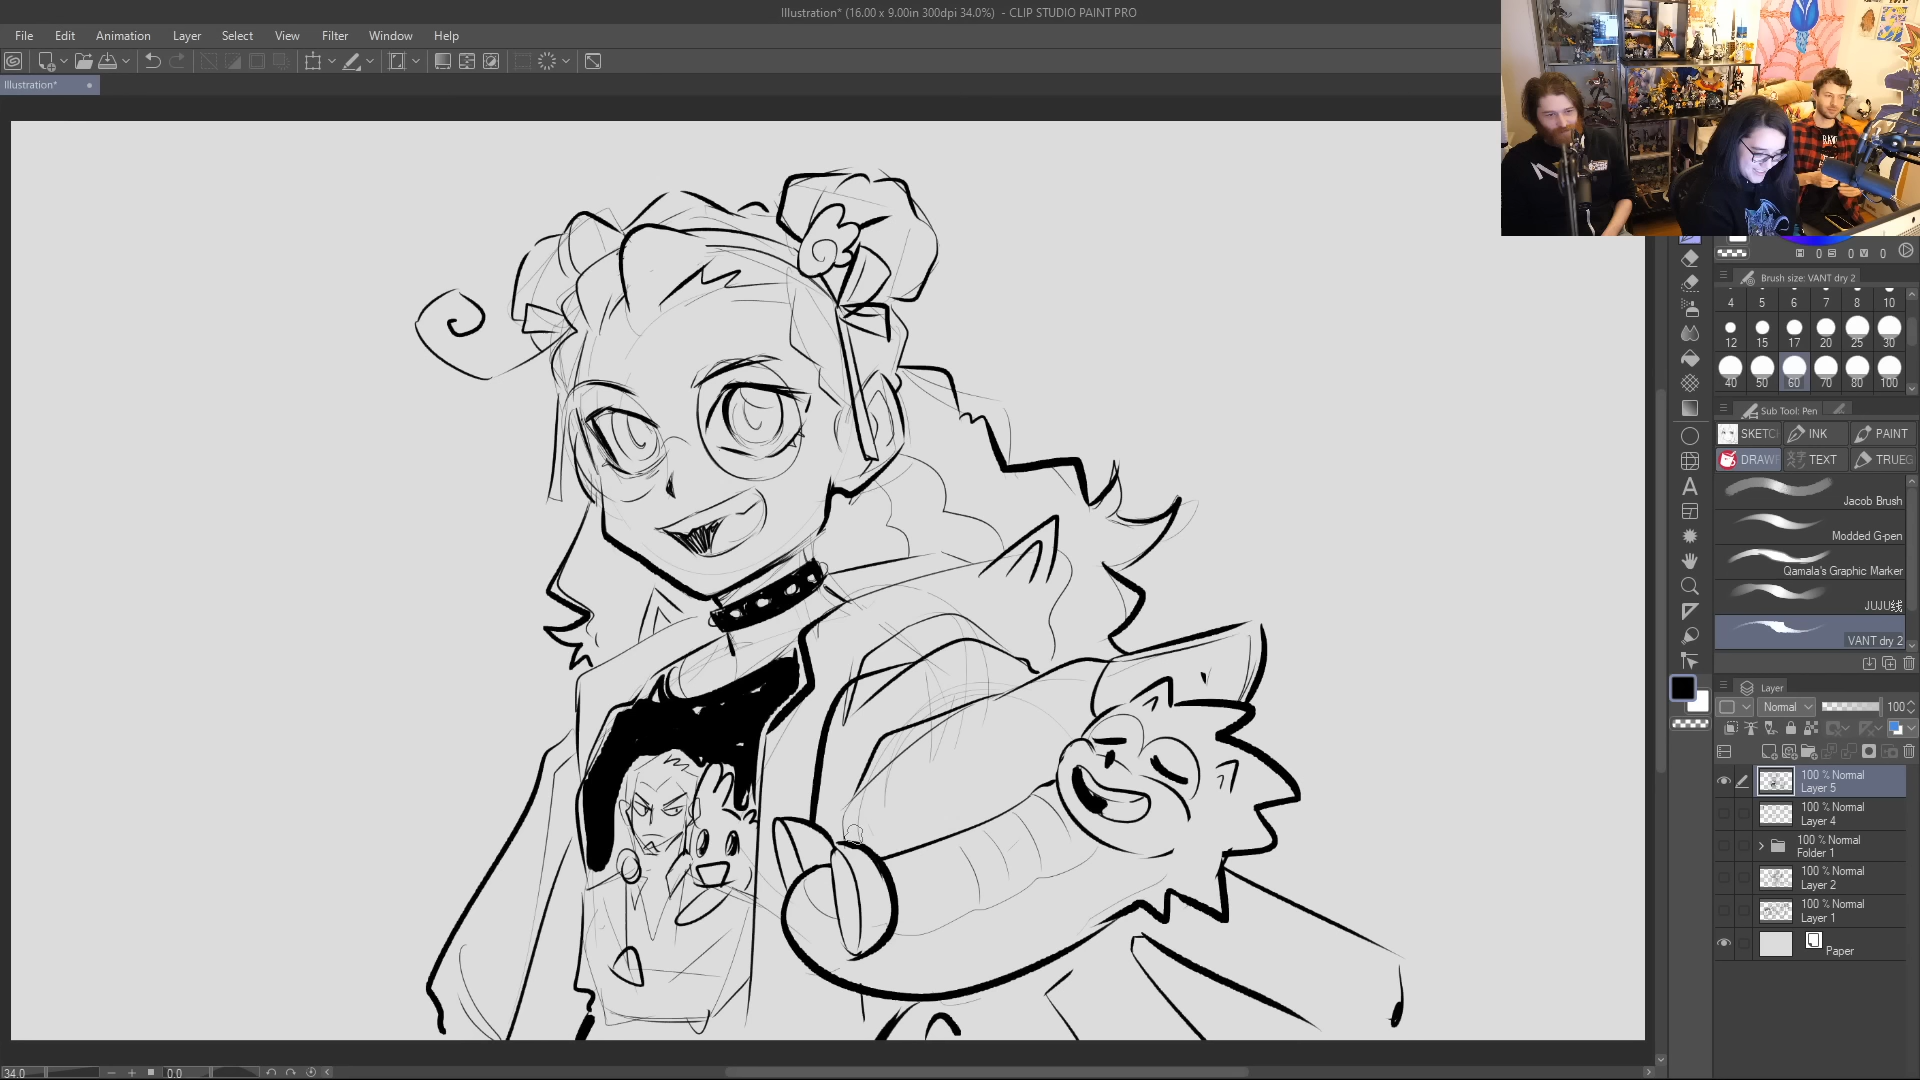 Illustration* (16.00 x 9.00in 300dpi 34.0%) - CLIP STUDIO PAINT PRO
File Edit Animation Layer Select View Filter Window Help
Illustration*
0 0 V 0
Brush size: VANT dry 2
4 5 6 7 8 10
12 15 17 20 25 30
40 50 60 70 80 100
Sub Tool: Pen
SKETC INK PAINT
DRAW TEXT TRUEG
Jacob Brush
Modded G-pen
Qamala's Graphic Marker
JUJU线
VANT dry 2
Layer
Normal 100
100 % Normal
Layer 5
100 % Normal
Layer 4
100 % Normal
Folder 1
100 % Normal
Layer 2
100 % Normal
Layer 1
Paper
34.0 0.0